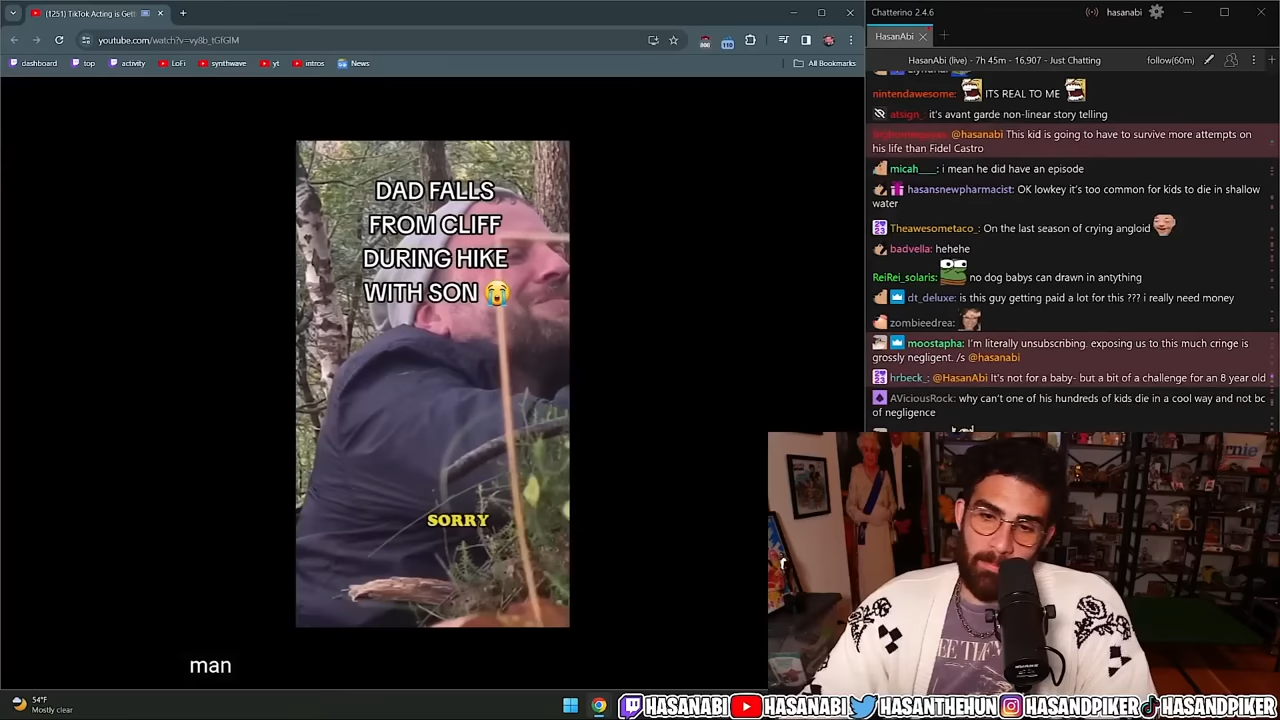 (1251) TikTok Acting is Gett
youtube.com/watch?v=vy8b_tGfGIM
dashboard
top
activity
LoFi
synthwave
yt
intros
News
All Bookmarks
DAD FALLS
FROM CLIFF
DURING HIKE
WITH SON 😭
SORRY
man
54°F
Mostly clear
Chatterino 2.4.6
hasanabi
HasanAbi
HasanAbi (live) - 7h 45m - 16,907 - Just Chatting
follow(60m)
nintendawesome: ITS REAL TO ME
atsign_: it's avant garde non-linear story telling
@hasanabi This kid is going to have to survive more attempts on
his life than Fidel Castro
micah___: i mean he did have an episode
hasansnewpharmacist: OK lowkey it's too common for kids to die in shallow
water
Theawesometaco_: On the last season of crying angloid
badvella: hehehe
ReiRei_solaris: no dog babys can drawn in antything
dt_deluxe: is this guy getting paid a lot for this ??? i really need money
zombieedrea:
moostapha: I'm literally unsubscribing. exposing us to this much cringe is
grossly negligent. /s @hasanabi
hrbeck_: @HasanAbi It's not for a baby- but a bit of a challenge for an 8 year old
AViciousRock: why can't one of his hundreds of kids die in a cool way and not bc
of negligence
ernie
HASANABI
HASANABI
HASANTHEHUN
HASANDPIKER
HASANDPIKER